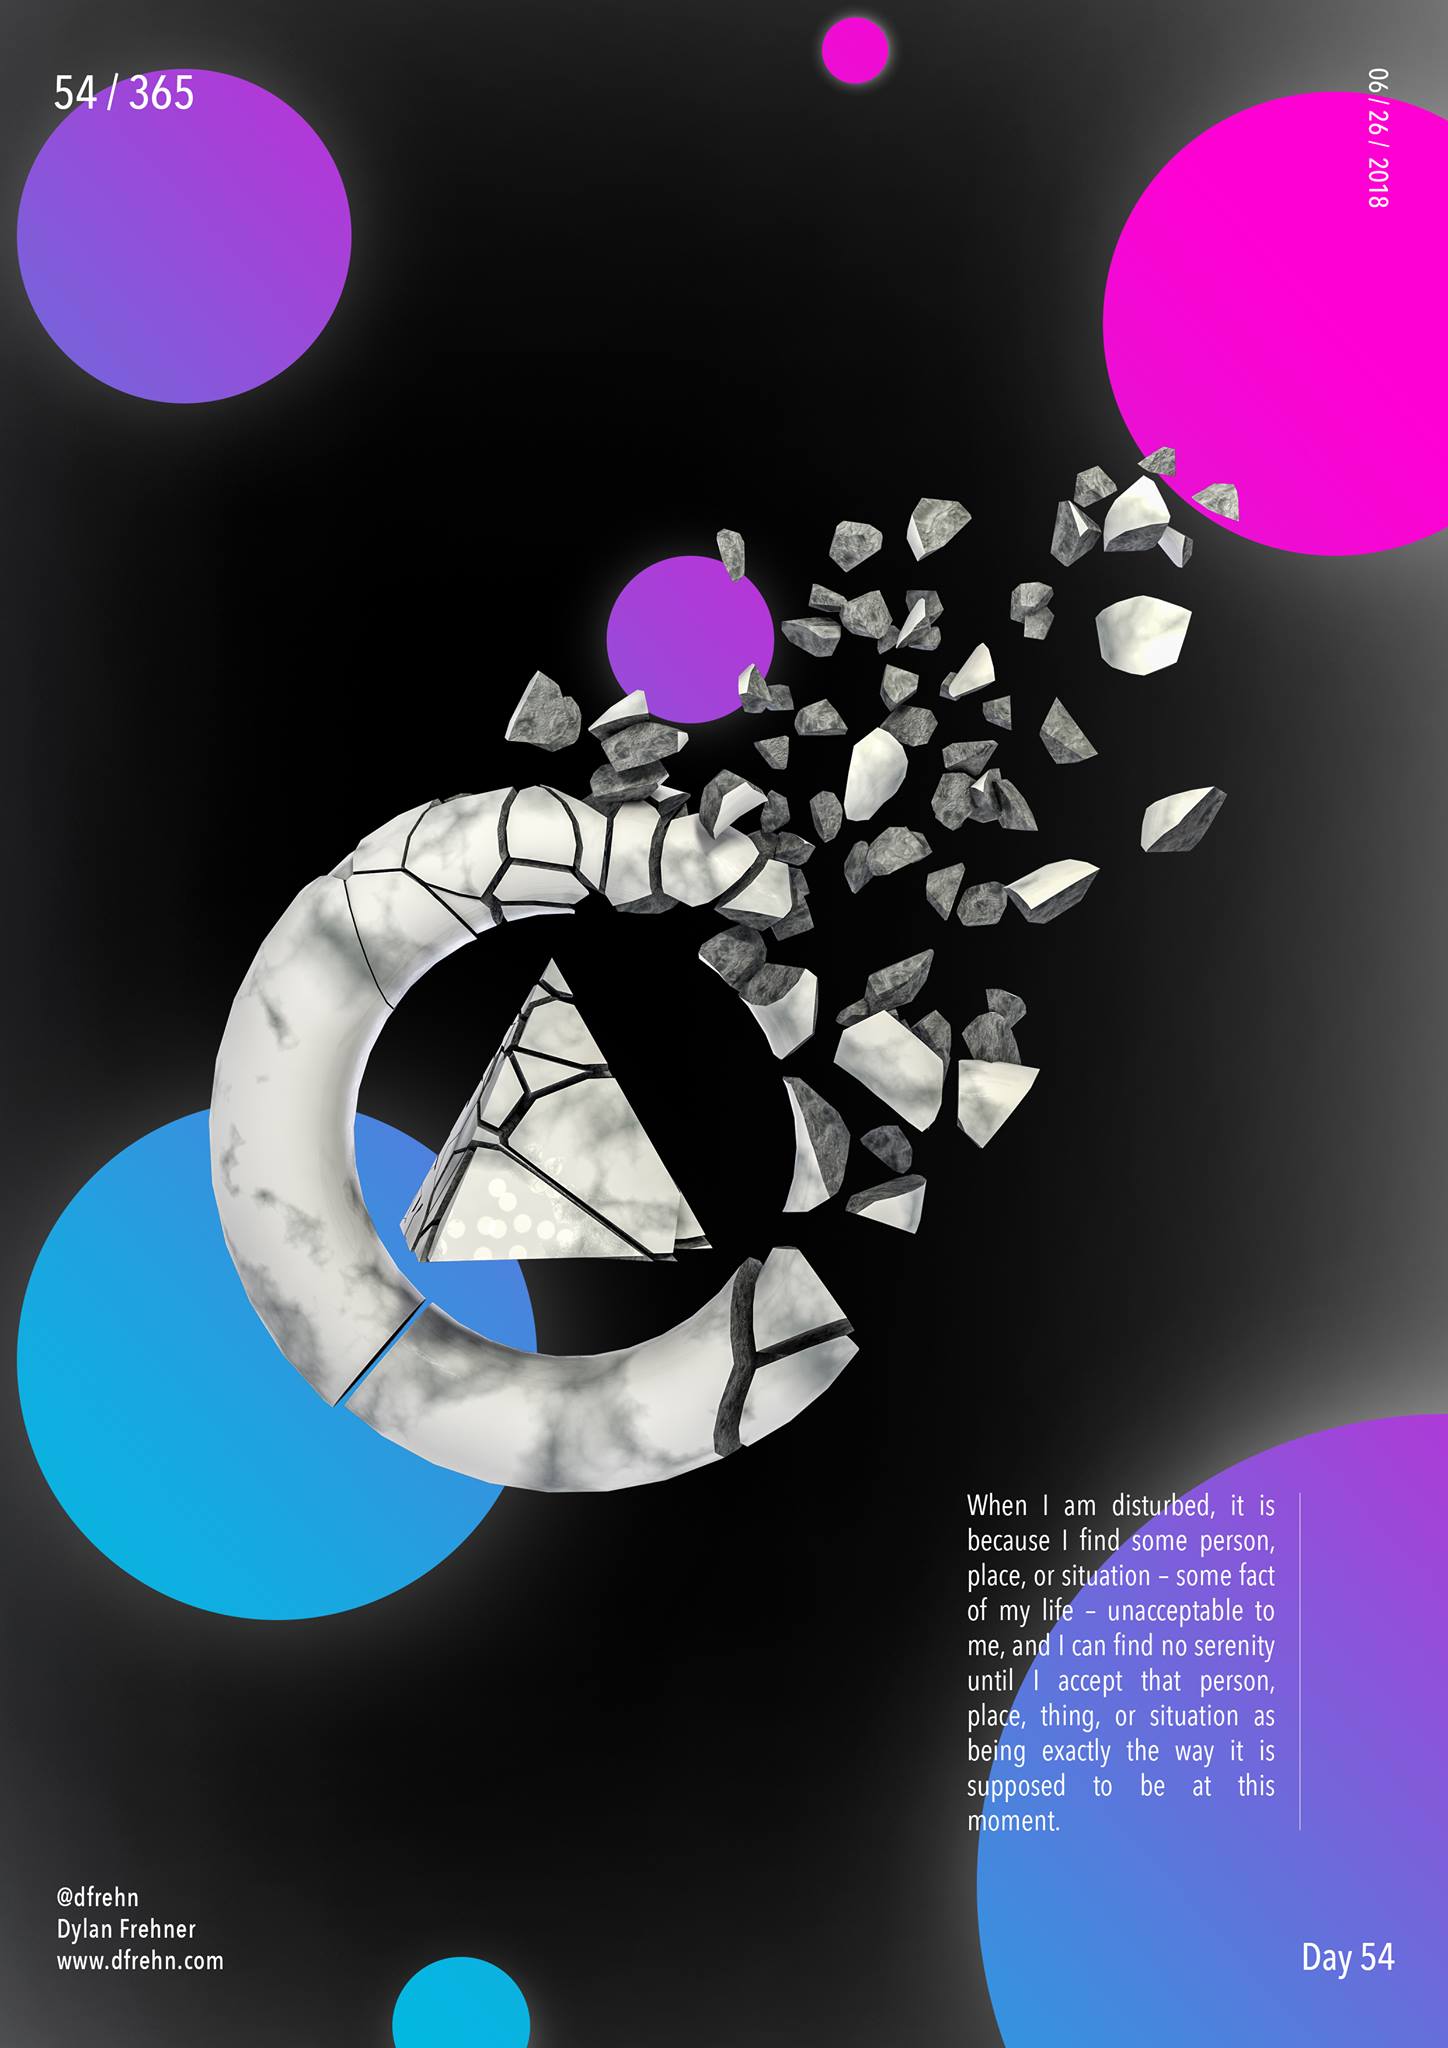 54 / 365
06 / 26 / 2018
When I am disturbed, it is
because I find some person,
place, or situation – some fact
of my life – unacceptable to
me, and I can find no serenity
until I accept that person,
place, thing, or situation as
being exactly the way it is
supposed to be at this
moment.
@dfrehn
Dylan Frehner
www.dfrehn.com
Day 54